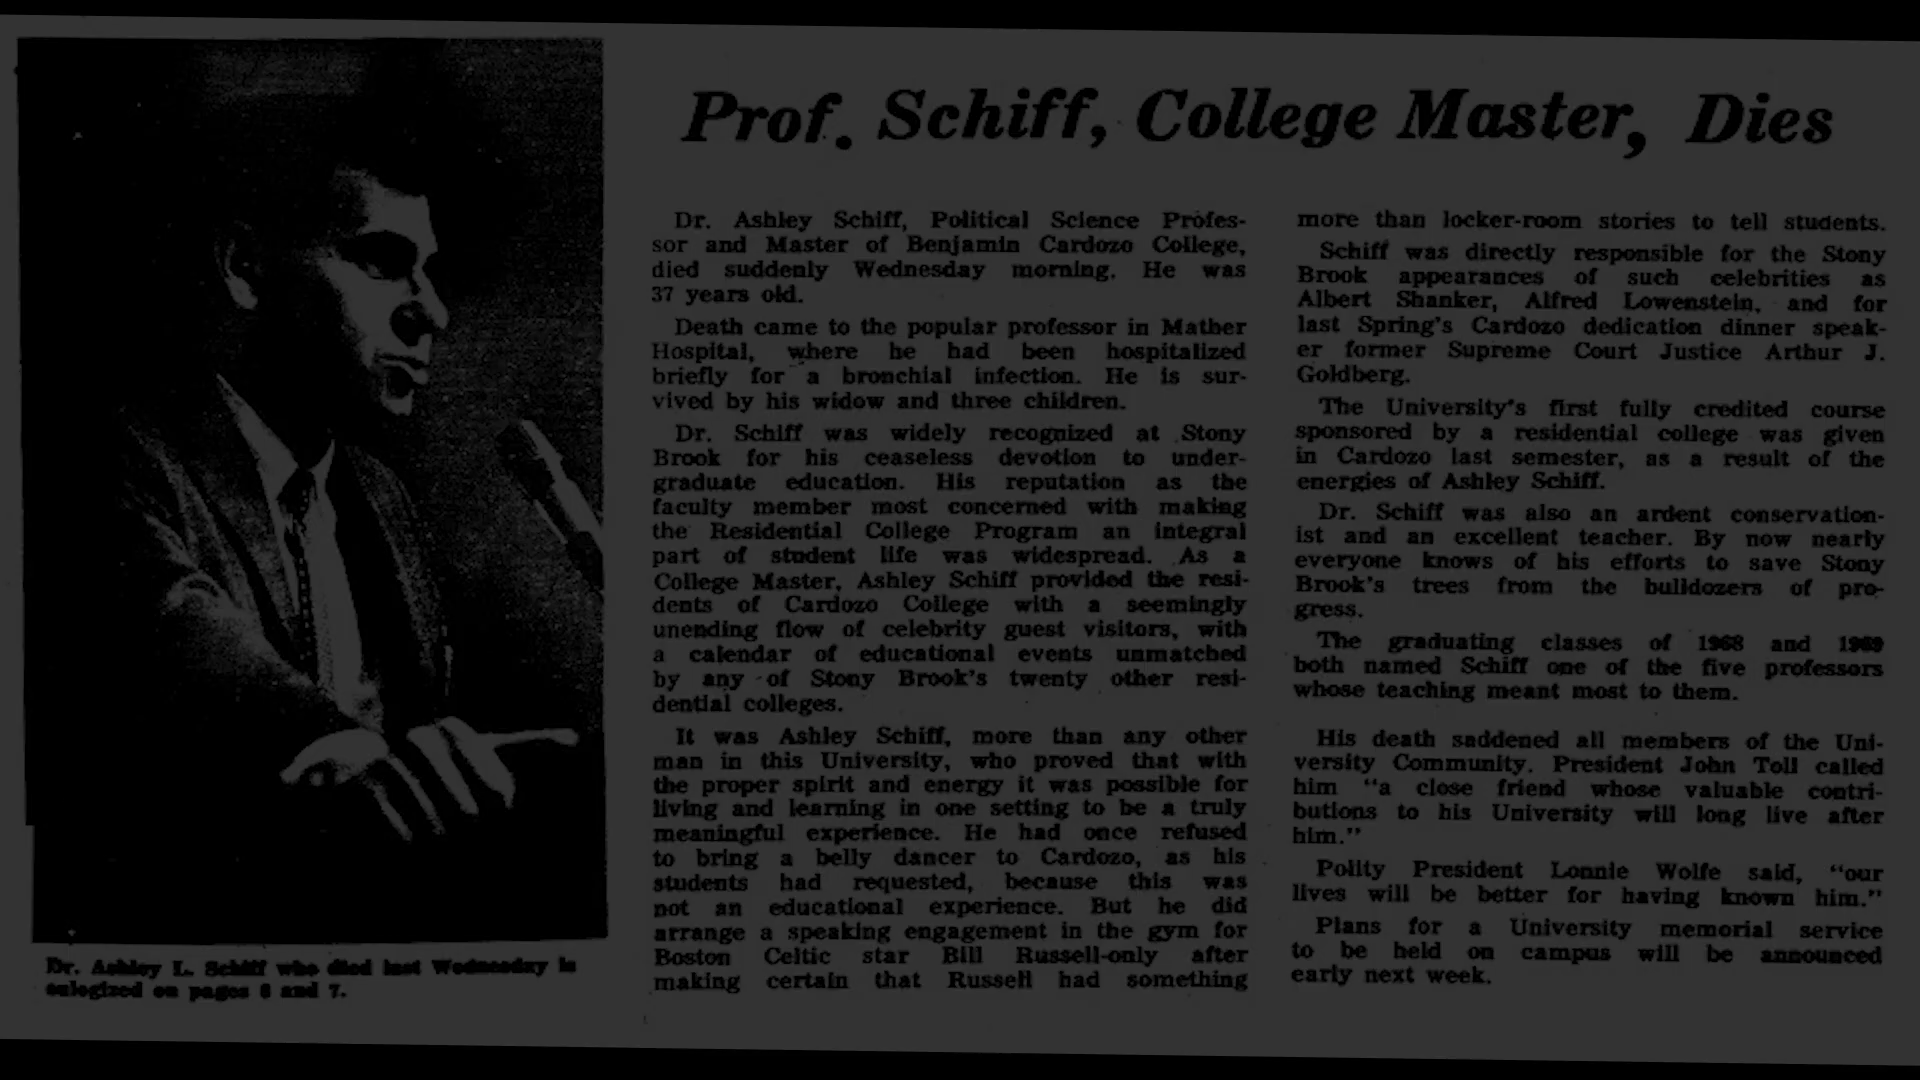 Prof. Schiff, College Master, Dies
Dr. Ashley Schiff, Political Science Profes-
sor and Master of Benjamin Cardozo College,
died suddenly Wednesday morning. He was
37 years old.
Death came to the popular professor in Mather
Hospital, where he had been hospitalized
briefly for a bronchial infection. He is sur-
vived by his widow and three children.
Dr. Schiff was widely recognized at Stony
Brook for his ceaseless devotion to under-
graduate education. His reputation as the
faculty member most concerned with making
the Residential College Program an integral
part of student life was widespread. As a
College Master, Ashley Schiff provided the resi-
dents of Cardozo College with a seemingly
unending flow of celebrity guest visitors, with
a calendar of educational events unmatched
by any of Stony Brook's twenty other resi-
dential colleges.
It was Ashley Schiff, more than any other
man in this University, who proved that with
the proper spirit and energy it was possible for
living and learning in one setting to be a truly
meaningful experience. He had once refused
to bring a belly dancer to Cardozo, as his
students had requested, because this was
not an educational experience. But he did
arrange a speaking engagement in the gym for
Boston Celtic star Bill Russell-only after
making certain that Russell had something
more than locker-room stories to tell students.
Schiff was directly responsible for the Stony
Brook appearances of such celebrities as
Albert Shanker, Alfred Lowenstein, and for
last Spring's Cardozo dedication dinner speak-
er former Supreme Court Justice Arthur J.
Goldberg.
The University's first fully credited course
sponsored by a residential college was given
in Cardozo last semester, as a result of the
energies of Ashley Schiff.
Dr. Schiff was also an ardent conservation-
ist and an excellent teacher. By now nearly
everyone knows of his efforts to save Stony
Brook's trees from the bulldozers of pro-
gress.
The graduating classes of 1968 and 1969
both named Schiff one of the five professors
whose teaching meant most to them.
His death saddened all members of the Uni-
versity Community. President John Toll called
him "a close friend whose valuable contri-
butions to his University will long live after
him."
Polity President Lonnie Wolfe said, "our
lives will be better for having known him."
Plans for a University memorial service
to be held on campus will be announced
early next week.
Dr. Ashley L. Schiff who died last Wednesday is
eulogized on pages 6 and 7.